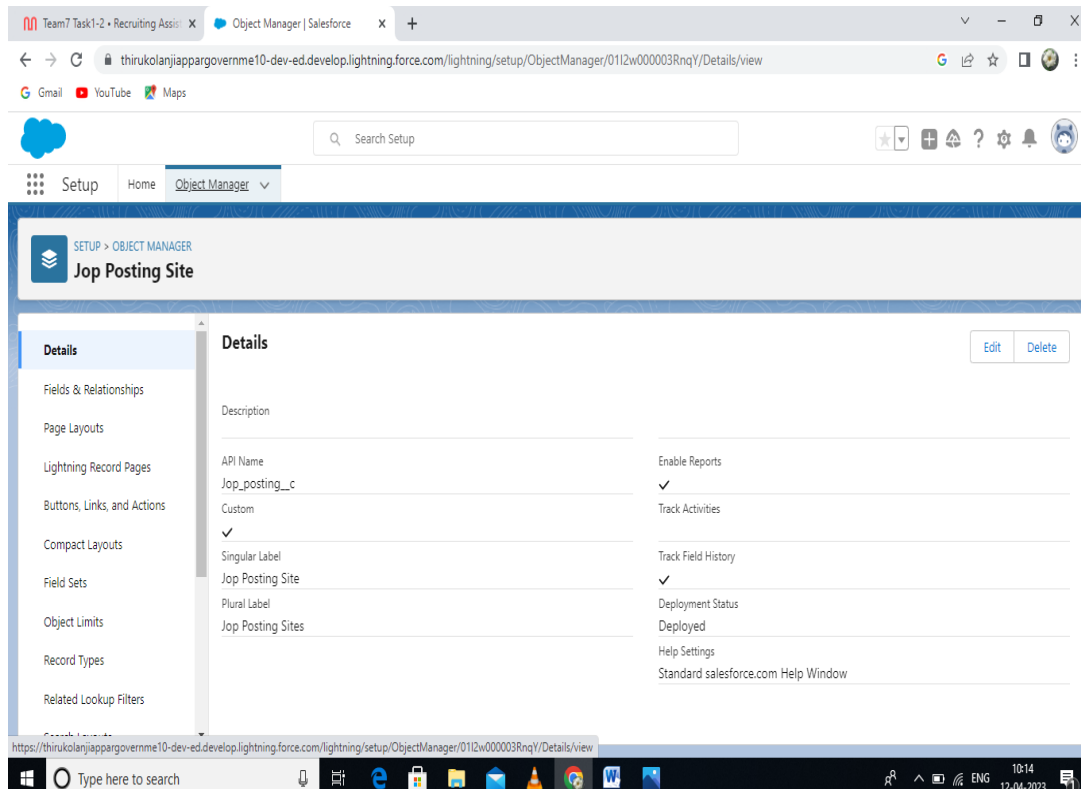 Team7 Task1-2 • Recruiting Assis
Object Manager | Salesforce
thirukolanjiappargovernme10-dev-ed.develop.lightning.force.com/lightning/setup/ObjectManager/01I2w000003RnqY/Details/view
Gmail YouTube Maps
Search Setup
Setup Home Object Manager
SETUP > OBJECT MANAGER
Jop Posting Site
Details
Fields & Relationships
Page Layouts
Lightning Record Pages
Buttons, Links, and Actions
Compact Layouts
Field Sets
Object Limits
Record Types
Related Lookup Filters
Details
Edit Delete
Description
API Name
Jop_posting__c
Custom
Singular Label
Jop Posting Site
Plural Label
Jop Posting Sites
Enable Reports
Track Activities
Track Field History
Deployment Status
Deployed
Help Settings
Standard salesforce.com Help Window
https://thirukolanjiappargovernme10-dev-ed.develop.lightning.force.com/lightning/setup/ObjectManager/01I2w000003RnqY/Details/view
Type here to search
ENG
10:14
12-04-2023